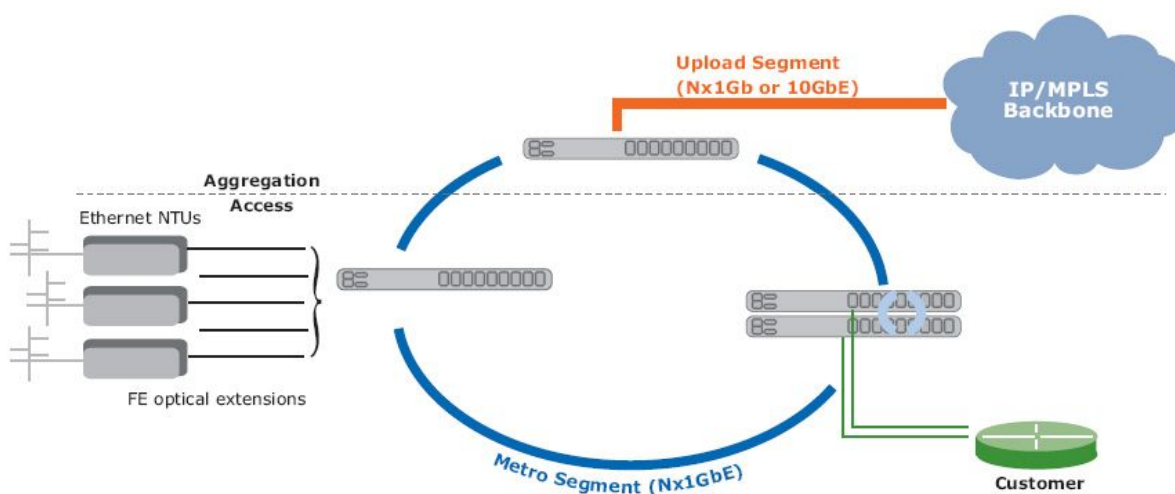 Upload Segment
(Nx1Gb or 10GbE)
IP/MPLS
Backbone
Aggregation
Access
Ethernet NTUs
FE optical extensions
Metro Segment (Nx1GbE)
Customer